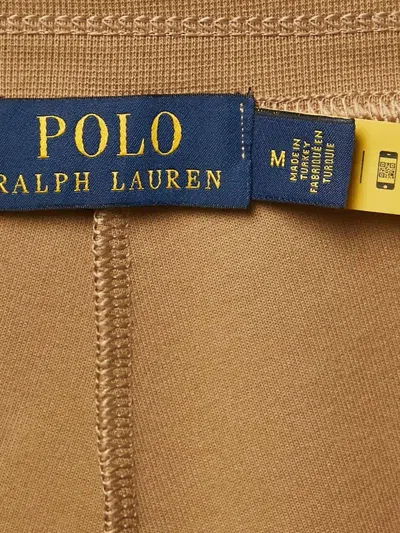 POLO
RALPH LAUREN
M
MADE IN
TURKEY
FABRIQUÉ EN
TURQUIE